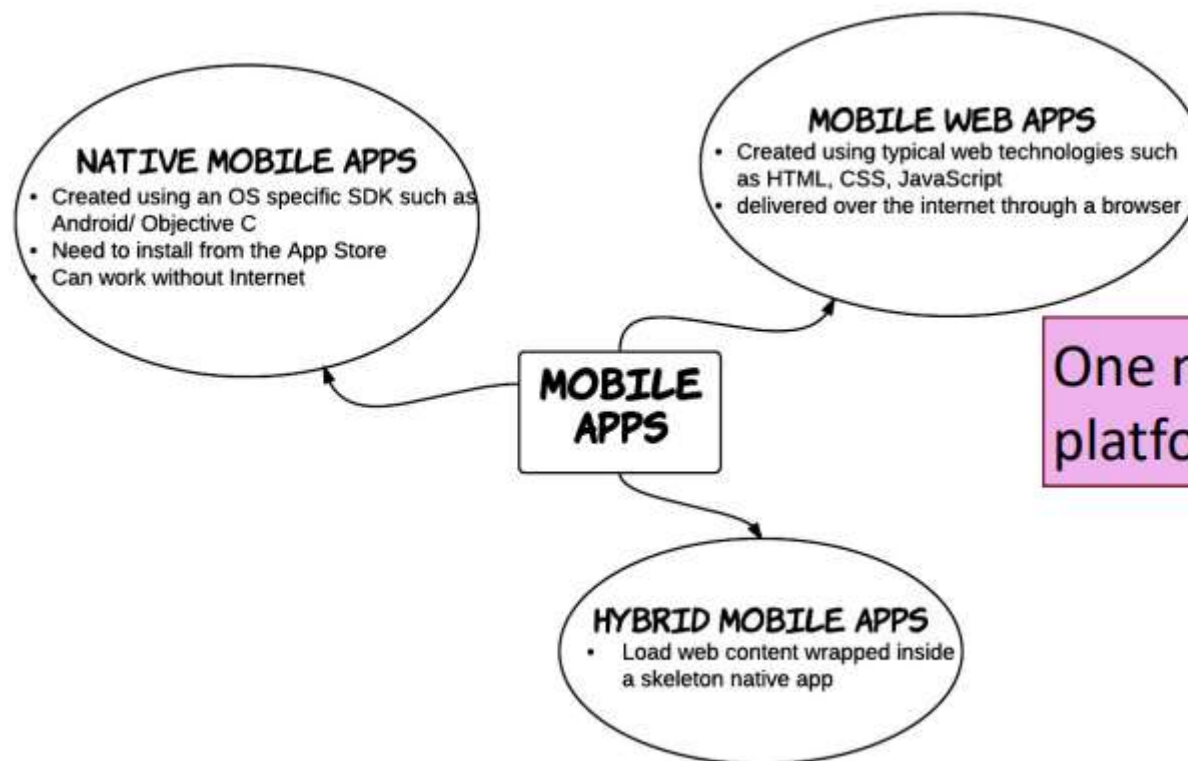 NATIVE MOBILE APPS
• Created using an OS specific SDK such as
Android/ Objective C
• Need to install from the App Store
• Can work without Internet
MOBILE WEB APPS
• Created using typical web technologies such
as HTML, CSS, JavaScript
• delivered over the internet through a browser
MOBILE
APPS
One
HYBRID MOBILE APPS
• Load web content wrapped inside
a skeleton native app